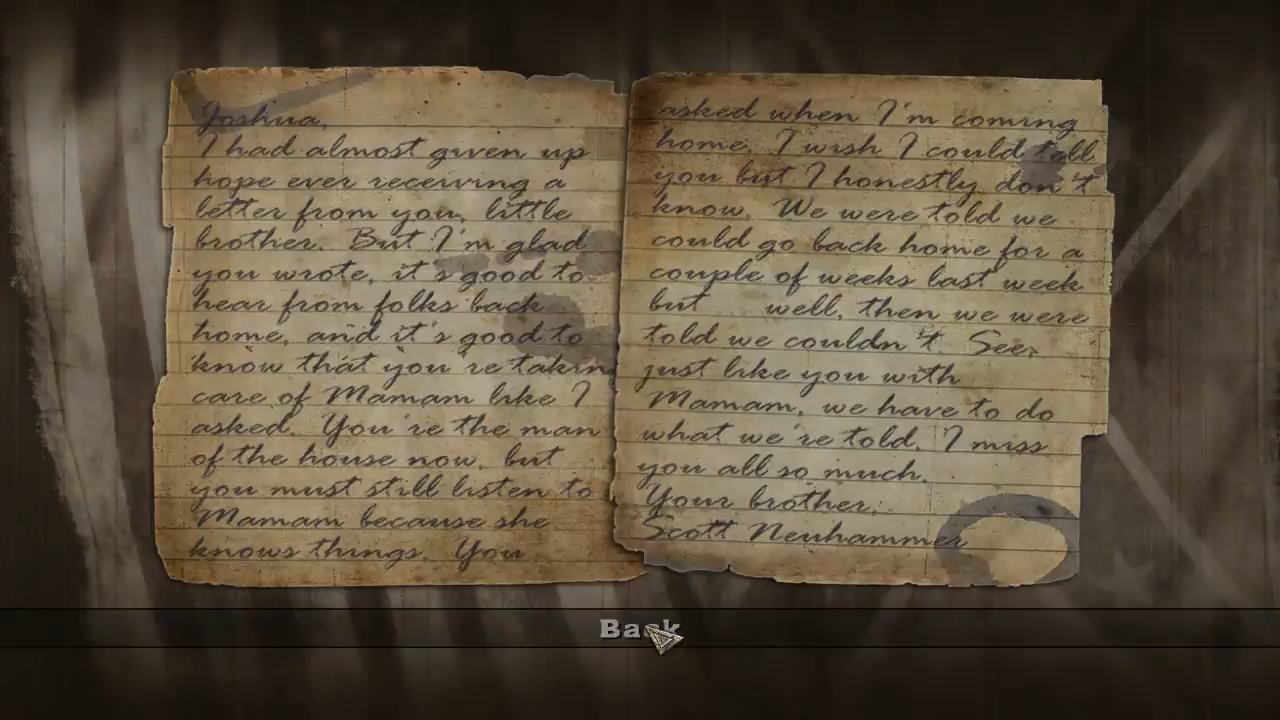 Joshua,
I had almost given up
hope ever receiving a
letter from you, little
brother. But I'm glad
you wrote, it's good to
hear from folks back
home, and it's good to
know that you're takin
care of Mamam like I
asked. You're the man
of the house now, but
you must still listen to
Mamam because she
knows things. You
asked when I'm coming
home. I wish I could tell
you but I honestly don't
know. We were told we
could go back home for a
couple of weeks last week
but well, then we were
told we couldn't. See,
just like you with
Mamam, we have to do
what we're told. I miss
you all so much.
Your brother,
Scott Neuhammer
Back